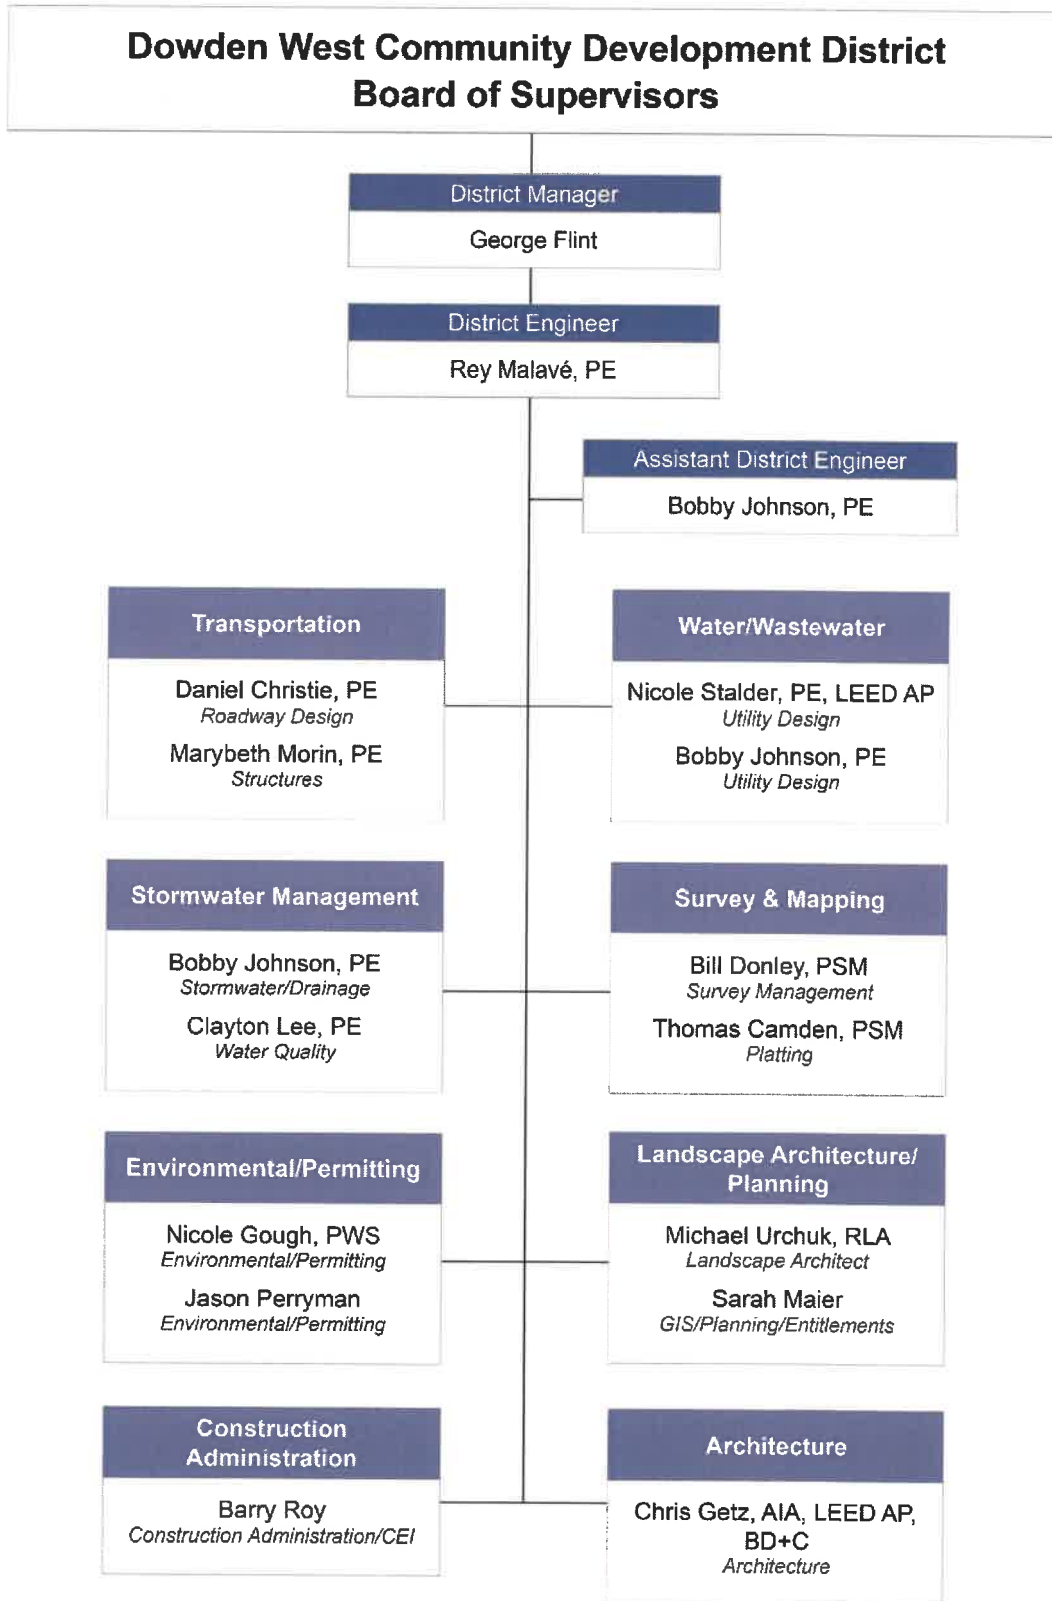 Dowden West Community Development District
Board of Supervisors
District Manager
George Flint
District Engineer
Rey Malavé, PE
Assistant District Engineer
Bobby Johnson, PE
Transportation
Daniel Christie, PE
Roadway Design
Marybeth Morin, PE
Structures
Water/Wastewater
Nicole Stalder, PE, LEED AP
Utility Design
Bobby Johnson, PE
Utility Design
Stormwater Management
Bobby Johnson, PE
Stormwater/Drainage
Clayton Lee, PE
Water Quality
Survey & Mapping
Bill Donley, PSM
Survey Management
Thomas Camden, PSM
Platting
Environmental/Permitting
Nicole Gough, PWS
Environmental/Permitting
Jason Perryman
Environmental/Permitting
Landscape Architecture/
Planning
Michael Urchuk, RLA
Landscape Architect
Sarah Maier
GIS/Planning/Entitlements
Construction
Administration
Barry Roy
Construction Administration/CEI
Architecture
Chris Getz, AIA, LEED AP,
BD+C
Architecture